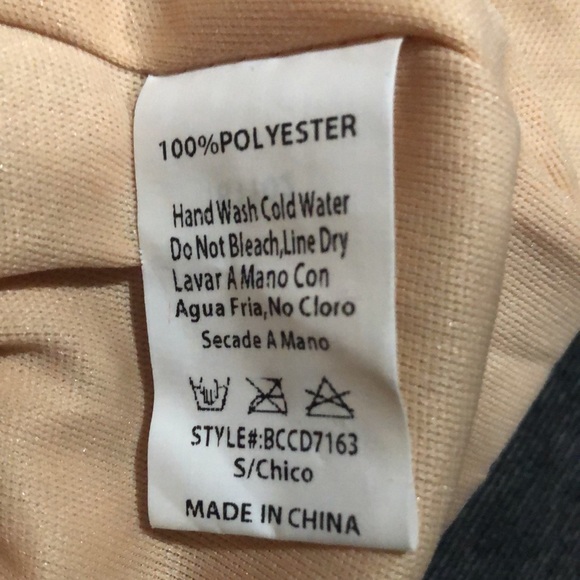 100%POLYESTER
Hand Wash Cold Water
Do Not Bleach,Line Dry
Lavar A Mano Con
Agua Fria,No Cloro
Secade A Mano
STYLE#:BCCD7163
S/Chico
MADE IN CHINA